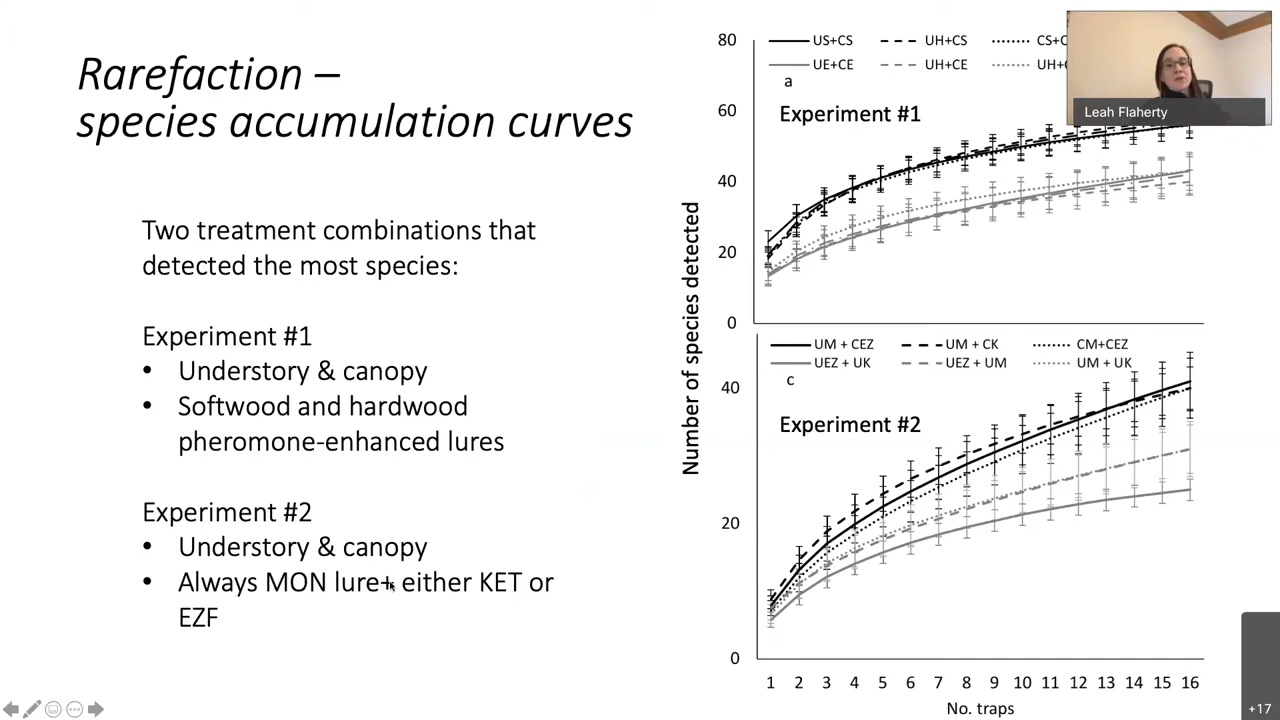 Rarefaction –
species accumulation curves
Two treatment combinations that
detected the most species:
Experiment #1
• Understory & canopy
• Softwood and hardwood
pheromone-enhanced lures
Experiment #2
• Understory & canopy
• Always MON lure+ either KET or
EZF
Number of species detected
80
60
40
20
0
US+CS UH+CS
UE+CE UH+CE
a
Experiment #1
Leah Flaherty
40
20
0
UM + CEZ UM + CK CM+CEZ
UEZ + UK UEZ + UM UM + UK
c
Experiment #2
1 2 3 4 5 6 7 8 9 10 11 12 13 14 15 16
No. traps
+17